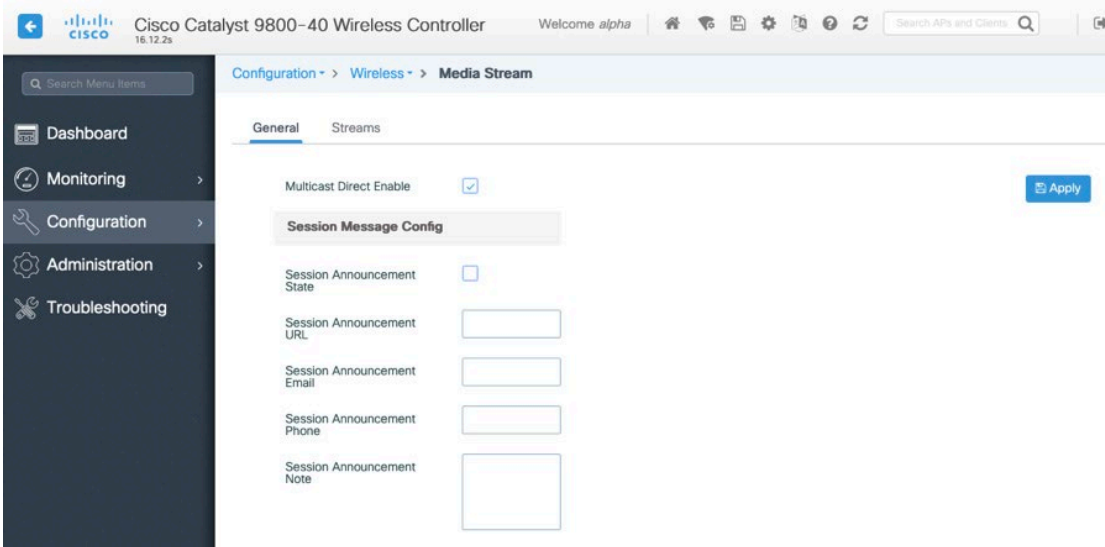 CISCO
Cisco Catalyst 9800-40 Wireless Controller
16.12.2s
Welcome alpha
Search APs and Clients
Search Menu Items
Dashboard
Monitoring
Configuration
Administration
Troubleshooting
Configuration > Wireless > Media Stream
General Streams
Multicast Direct Enable
Apply
Session Message Config
Session Announcement
State
Session Announcement
URL
Session Announcement
Email
Session Announcement
Phone
Session Announcement
Note